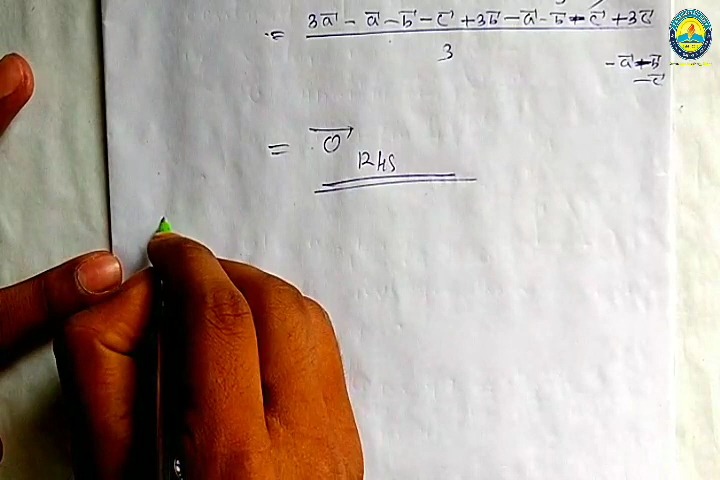 = 3a⃗ - a⃗ - b⃗ - c⃗ + 3b⃗ - a⃗ - b⃗ - c⃗ + 3c⃗
- a⃗ - b⃗
- c⃗
3
= 0⃗
RHS